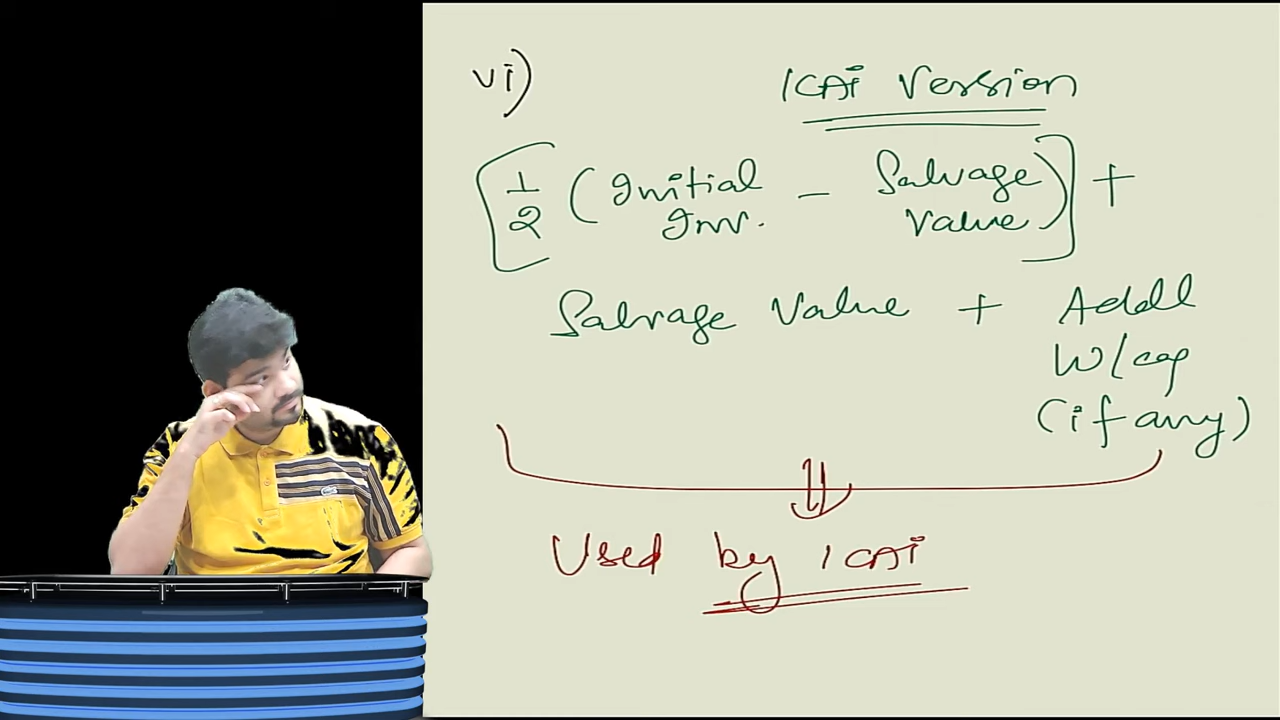 vi)
ICAI Version
[1/2 (Initial Inv. - Salvage Value)] +
Salvage Value + Addl
W/cap
(if any)
Used by ICAI